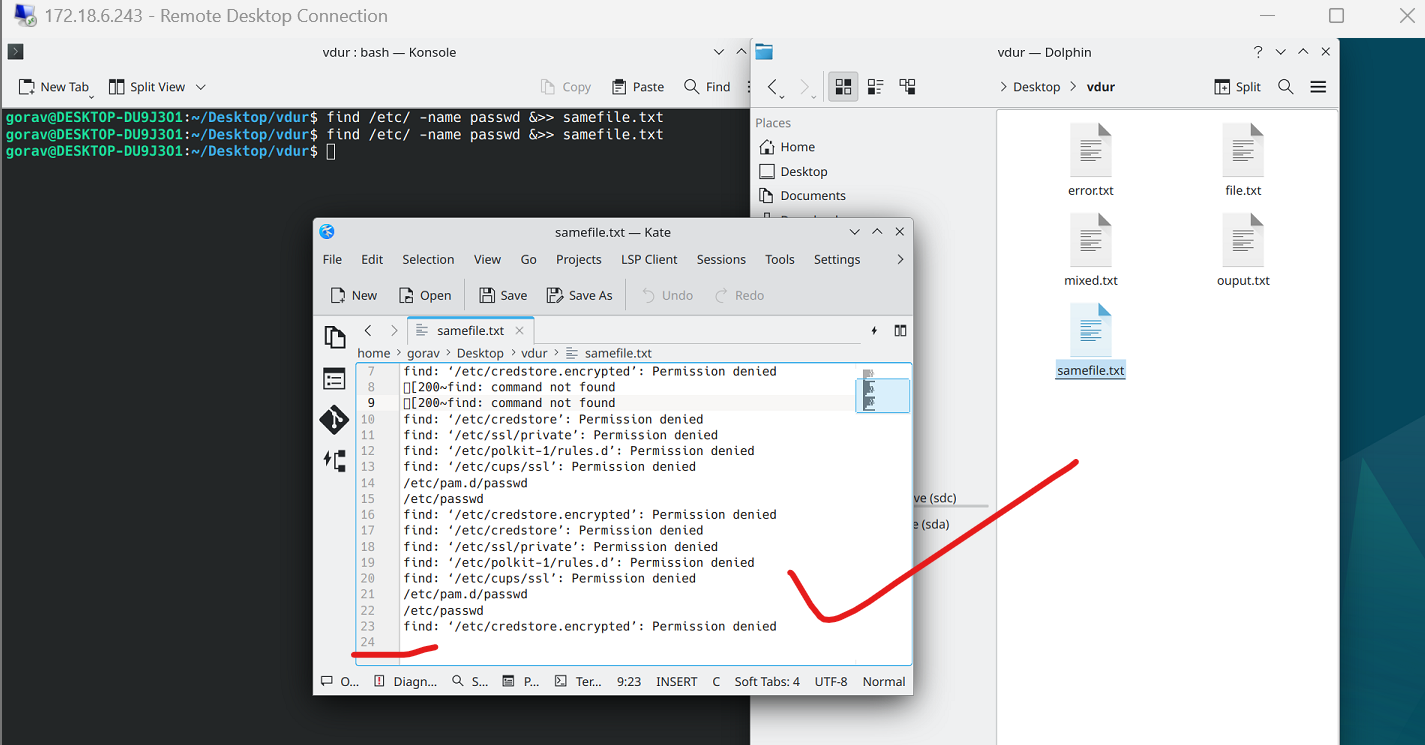 172.18.6.243 - Remote Desktop Connection
vdur : bash — Konsole
New Tab
Split View
Copy
Paste
Find
gorav@DESKTOP-DU9J3O1:~/Desktop/vdur$ find /etc/ -name passwd &>> samefile.txt
gorav@DESKTOP-DU9J3O1:~/Desktop/vdur$ find /etc/ -name passwd &>> samefile.txt
gorav@DESKTOP-DU9J3O1:~/Desktop/vdur$
vdur — Dolphin
Desktop > vdur
Split
Places
Home
Desktop
Documents
error.txt
file.txt
mixed.txt
ouput.txt
samefile.txt
ve (sdc)
e (sda)
samefile.txt — Kate
File Edit Selection View Go Projects LSP Client Sessions Tools Settings
New Open Save Save As Undo Redo
samefile.txt
home > gorav > Desktop > vdur > samefile.txt
7 find: ‘/etc/credstore.encrypted’: Permission denied
8 [200~find: command not found
9 [200~find: command not found
10 find: ‘/etc/credstore’: Permission denied
11 find: ‘/etc/ssl/private’: Permission denied
12 find: ‘/etc/polkit-1/rules.d’: Permission denied
13 find: ‘/etc/cups/ssl’: Permission denied
14 /etc/pam.d/passwd
15 /etc/passwd
16 find: ‘/etc/credstore.encrypted’: Permission denied
17 find: ‘/etc/credstore’: Permission denied
18 find: ‘/etc/ssl/private’: Permission denied
19 find: ‘/etc/polkit-1/rules.d’: Permission denied
20 find: ‘/etc/cups/ssl’: Permission denied
21 /etc/pam.d/passwd
22 /etc/passwd
23 find: ‘/etc/credstore.encrypted’: Permission denied
24
O... Diagn... S... P... Ter... 9:23 INSERT C Soft Tabs: 4 UTF-8 Normal